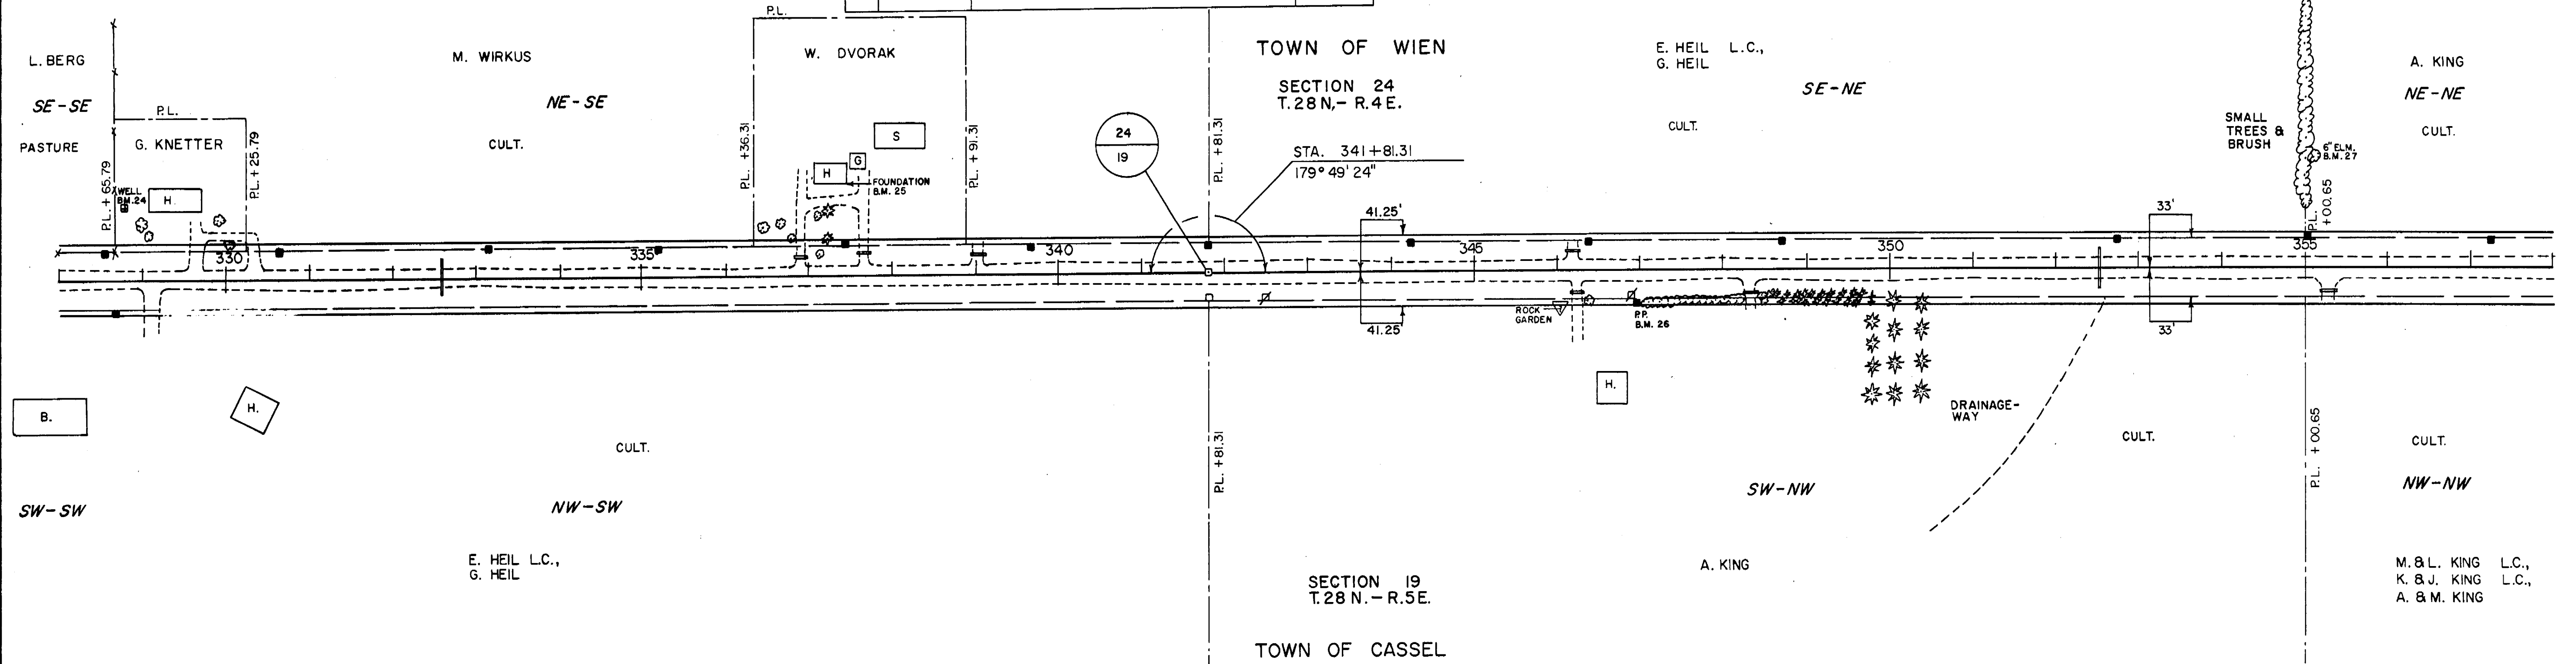 L. BERG
SE-SE
PASTURE
P.L.
G. KNETTER
P.L. + 65.79
P.L. + 25.79
WELL
B.M. 24
H.
M. WIRKUS
NE-SE
CULT.
P.L.
W. DVORAK
P.L. +36.31
S
G
H
FOUNDATION
B.M. 25
P.L. +91.31
24
19
P.L. +81.31
TOWN OF WIEN
SECTION 24
T. 28 N, - R. 4 E.
STA. 341+81.31
179° 49' 24"
E. HEIL L.C.,
G. HEIL
SE-NE
CULT.
SMALL
TREES &
BRUSH
6" ELM.
B.M. 27
P.L. +00.65
A. KING
NE-NE
CULT.
41.25'
33'
330
335
340
345
350
355
ROCK
GARDEN
P.P.
B.M. 26
41.25
33'
B.
H.
H.
CULT.
SW-SW
NW-SW
E. HEIL L.C.,
G. HEIL
P.L. +81.31
DRAINAGE-
WAY
CULT.
SW-NW
A. KING
P.L. + 00.65
CULT.
NW-NW
SECTION 19
T. 28 N. - R. 5 E.
TOWN OF CASSEL
M. & L. KING L.C.,
K. & J. KING L.C.,
A. & M. KING